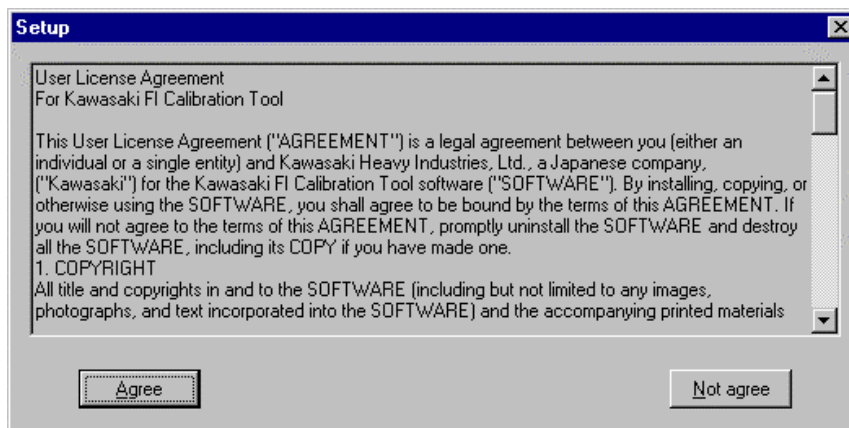 Setup
User License Agreement
For Kawasaki FI Calibration Tool
This User License Agreement ("AGREEMENT") is a legal agreement between you (either an
individual or a single entity) and Kawasaki Heavy Industries, Ltd., a Japanese company,
("Kawasaki") for the Kawasaki FI Calibration Tool software ("SOFTWARE"). By installing, copying, or
otherwise using the SOFTWARE, you shall agree to be bound by the terms of this AGREEMENT. If
you will not agree to the terms of this AGREEMENT, promptly uninstall the SOFTWARE and destroy
all the SOFTWARE, including its COPY if you have made one.
1. COPYRIGHT
All title and copyrights in and to the SOFTWARE (including but not limited to any images,
photographs, and text incorporated into the SOFTWARE) and the accompanying printed materials
Agree
Not agree